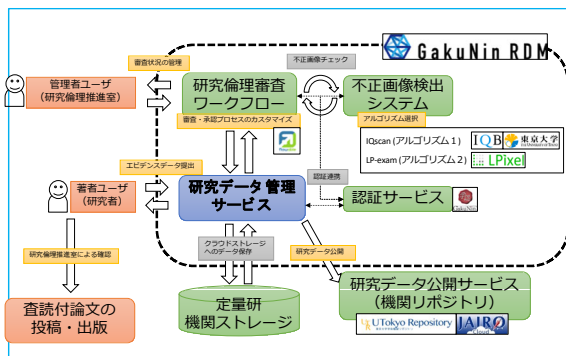 GakuNin RDM
審査状況の管理
不正画像チェック
管理者ユーザ
(研究倫理推進室)
研究倫理審査
ワークフロー
不正画像検出
システム
審査・承認プロセスのカスタマイズ
アルゴリズム選択
IQscan (アルゴリズム1)
IQB
東京大学
LP-exam (アルゴリズム2)
LPixel
エビデンスデータ提出
認証連携
著者ユーザ
(研究者)
研究データ管理
サービス
認証サービス
GakuNin
研究倫理推進室による確認
クラウドストレージ
へのデータ保存
研究データ公開
査読付論文の
投稿・出版
定量研
機関ストレージ
研究データ公開サービス
(機関リポジトリ)
UTokyo Repository
JAIRO
Cloud